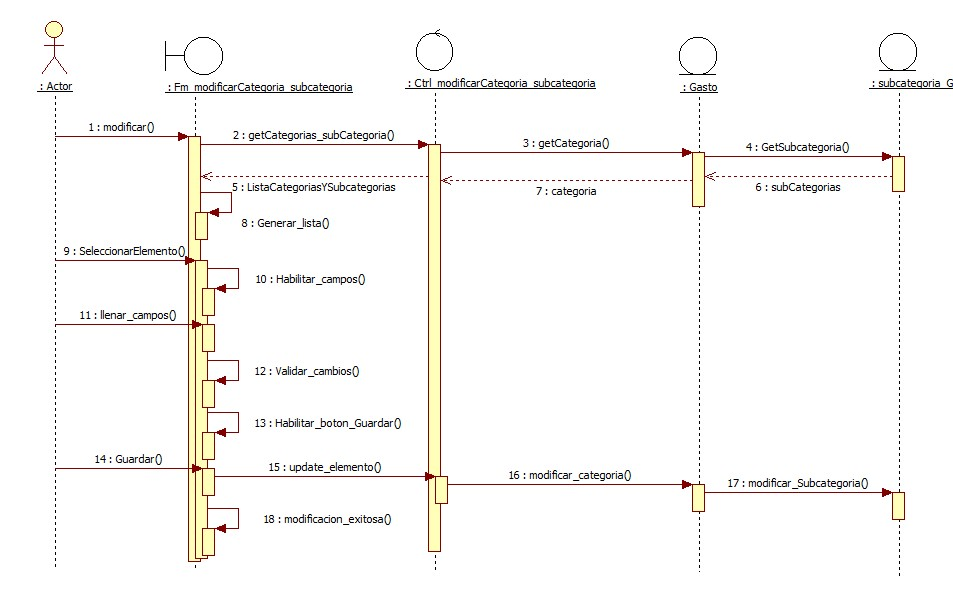 : Actor
: Fm_modificarCategoria_subcategoria
: Ctrl_modificarCategoria_subcategoria
: Gasto
: subcategoria_G
1 : modificar()
2 : getCategorias_subCategoria()
3 : getCategoria()
4 : GetSubcategoria()
5 : ListaCategoriasYSubcategorias
7 : categoria
6 : subCategorias
8 : Generar_lista()
9 : SeleccionarElemento()
10 : Habilitar_campos()
11 : llenar_campos()
12 : Validar_cambios()
13 : Habilitar_boton_Guardar()
14 : Guardar()
15 : update_elemento()
16 : modificar_categoria()
17 : modificar_Subcategoria()
18 : modificacion_exitosa()